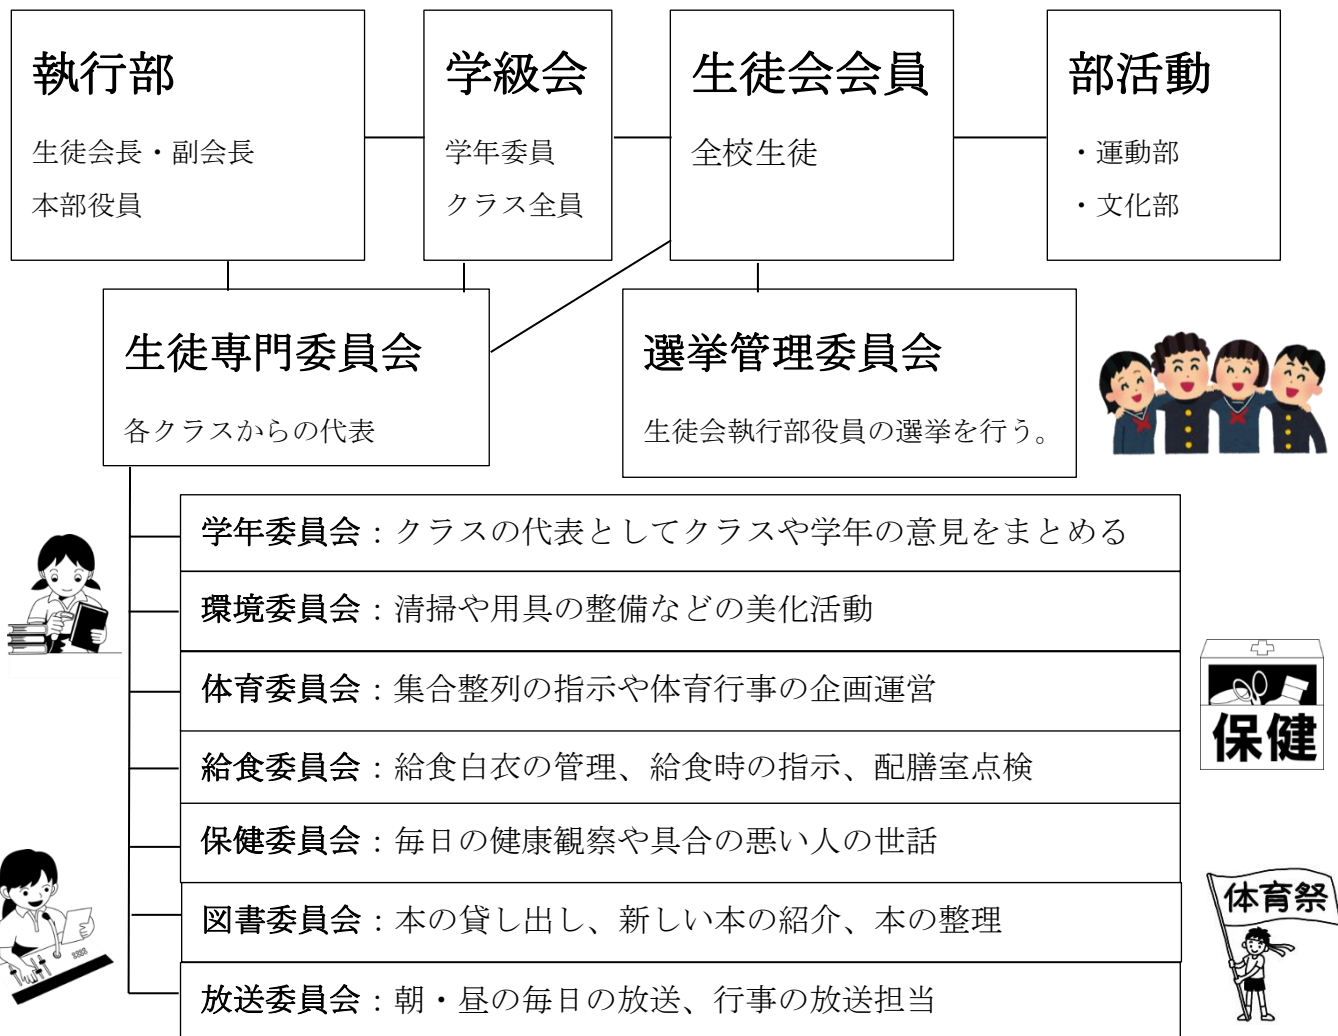 執行部
生徒会長・副会長
本部役員
学級会
学年委員
クラス全員
生徒会会員
全校生徒
部活動
・運動部
・文化部
生徒専門委員会
各クラスからの代表
選挙管理委員会
生徒会執行部役員の選挙を行う。
学年委員会：クラスの代表としてクラスや学年の意見をまとめる
環境委員会：清掃や用具の整備などの美化活動
体育委員会：集合整列の指示や体育行事の企画運営
給食委員会：給食白衣の管理、給食時の指示、配膳室点検
保健委員会：毎日の健康観察や具合の悪い人の世話
図書委員会：本の貸し出し、新しい本の紹介、本の整理
放送委員会：朝・昼の毎日の放送、行事の放送担当
保健
体育祭